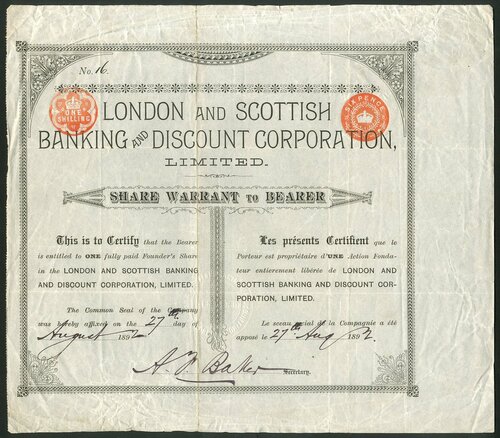 No. 16.
ONE SHILLING
SIX PENCE
LONDON AND SCOTTISH
BANKING AND DISCOUNT CORPORATION,
LIMITED.
SHARE WARRANT TO BEARER
This is to Certify that the Bearer
is entitled to ONE fully paid Founder's Share
in the LONDON AND SCOTTISH BANKING
AND DISCOUNT CORPORATION, LIMITED.
The Common Seal of the Company
was hereby affixed on the 27th day of
August 1892
Les présents Certifient que le
Porteur est propriétaire d'UNE Action Fonda-
teur entierement libérée de LONDON AND
SCOTTISH BANKING AND DISCOUNT COR-
PORATION, LIMITED.
Le sceau social de la Compagnie a été
apposé le 27th Aug 1892.
A. P. Baker
Secretary.